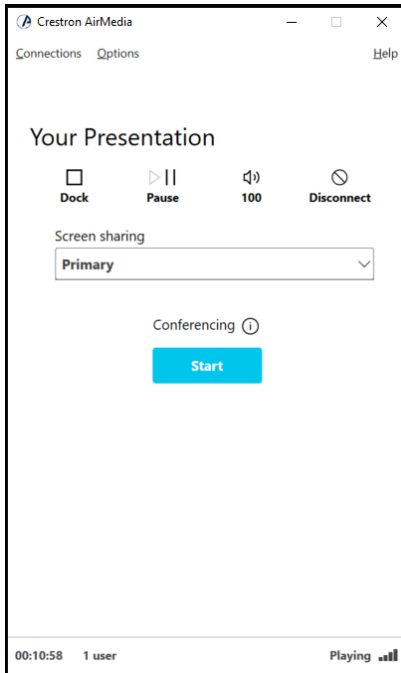 Crestron AirMedia
Connections Options Help
Your Presentation
Dock Pause 100 Disconnect
Screen sharing
Primary
Conferencing
Start
00:10:58 1 user Playing